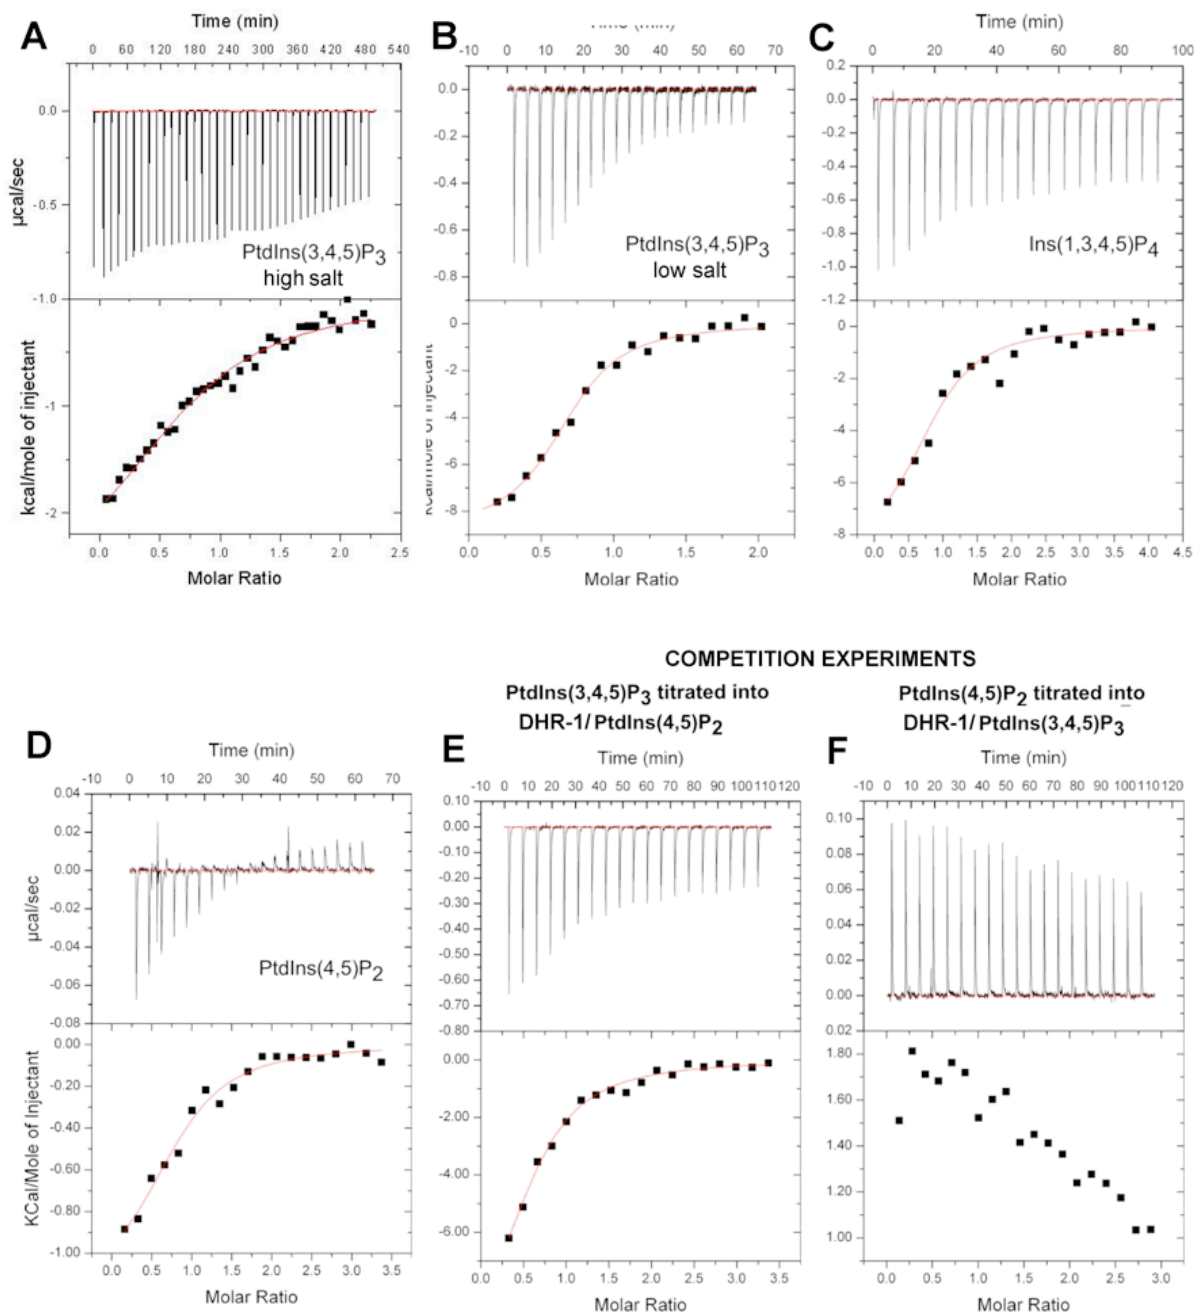 A
Time (min)
0 60 120 180 240 300 360 420 480 540
0.0
-0.5
-1.0
µcal/sec
PtdIns(3,4,5)P3
high salt
-1
-2
kcal/mole of injectant
0.0 0.5 1.0 1.5 2.0 2.5
Molar Ratio
B
Time (min)
-10 0 10 20 30 40 50 60 70
0.0
-0.2
-0.4
-0.6
-0.8
PtdIns(3,4,5)P3
low salt
0
-2
-4
-6
-8
kcal/mole of injectant
0.0 0.5 1.0 1.5 2.0
Molar Ratio
C
Time (min)
0 20 40 60 80 100
0.2
0.0
-0.2
-0.4
-0.6
-0.8
-1.0
-1.2
Ins(1,3,4,5)P4
0
-2
-4
-6
-8
0.0 0.5 1.0 1.5 2.0 2.5 3.0 3.5 4.0 4.5
Molar Ratio
COMPETITION EXPERIMENTS
D
Time (min)
-10 0 10 20 30 40 50 60 70
0.04
0.02
0.00
-0.02
-0.04
-0.06
-0.08
µcal/sec
PtdIns(4,5)P2
0.00
-0.20
-0.40
-0.60
-0.80
-1.00
KCal/Mole of Injectant
0.0 0.5 1.0 1.5 2.0 2.5 3.0 3.5
Molar Ratio
PtdIns(3,4,5)P3 titrated into
DHR-1/ PtdIns(4,5)P2
E
Time (min)
-10 0 10 20 30 40 50 60 70 80 90 100 110 120
0.10
0.00
-0.10
-0.20
-0.30
-0.40
-0.50
-0.60
-0.70
-0.80
0.00
-2.00
-4.00
-6.00
0.0 0.5 1.0 1.5 2.0 2.5 3.0 3.5
Molar Ratio
PtdIns(4,5)P2 titrated into
DHR-1/ PtdIns(3,4,5)P3
F
Time (min)
-10 0 10 20 30 40 50 60 70 80 90 100 110 120
0.10
0.08
0.06
0.04
0.02
0.00
0.02
1.80
1.60
1.40
1.20
1.00
0.0 0.5 1.0 1.5 2.0 2.5 3.0
Molar Ratio